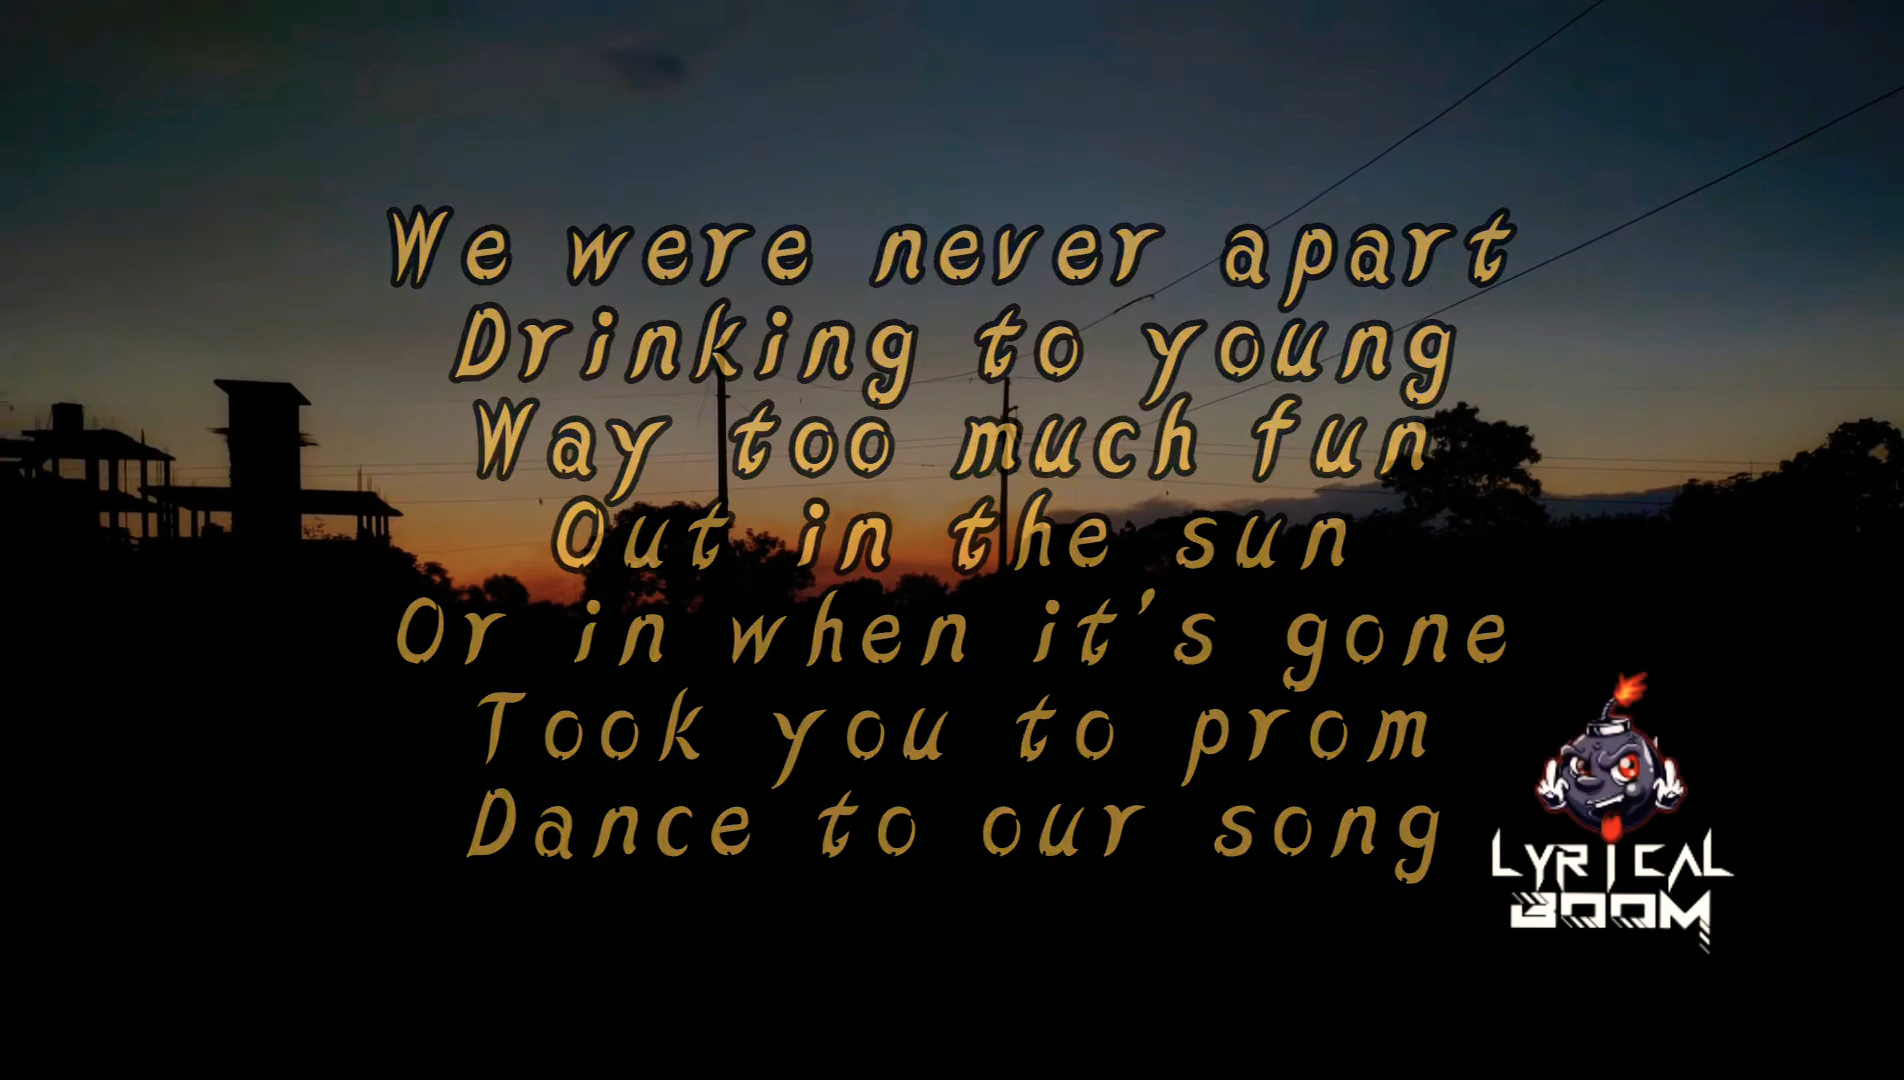 We were never apart
Drinking to young
Way too much fun
Out in the sun
Or in when it's gone
Took you to prom
Dance to our song
LYRICAL
BOOM